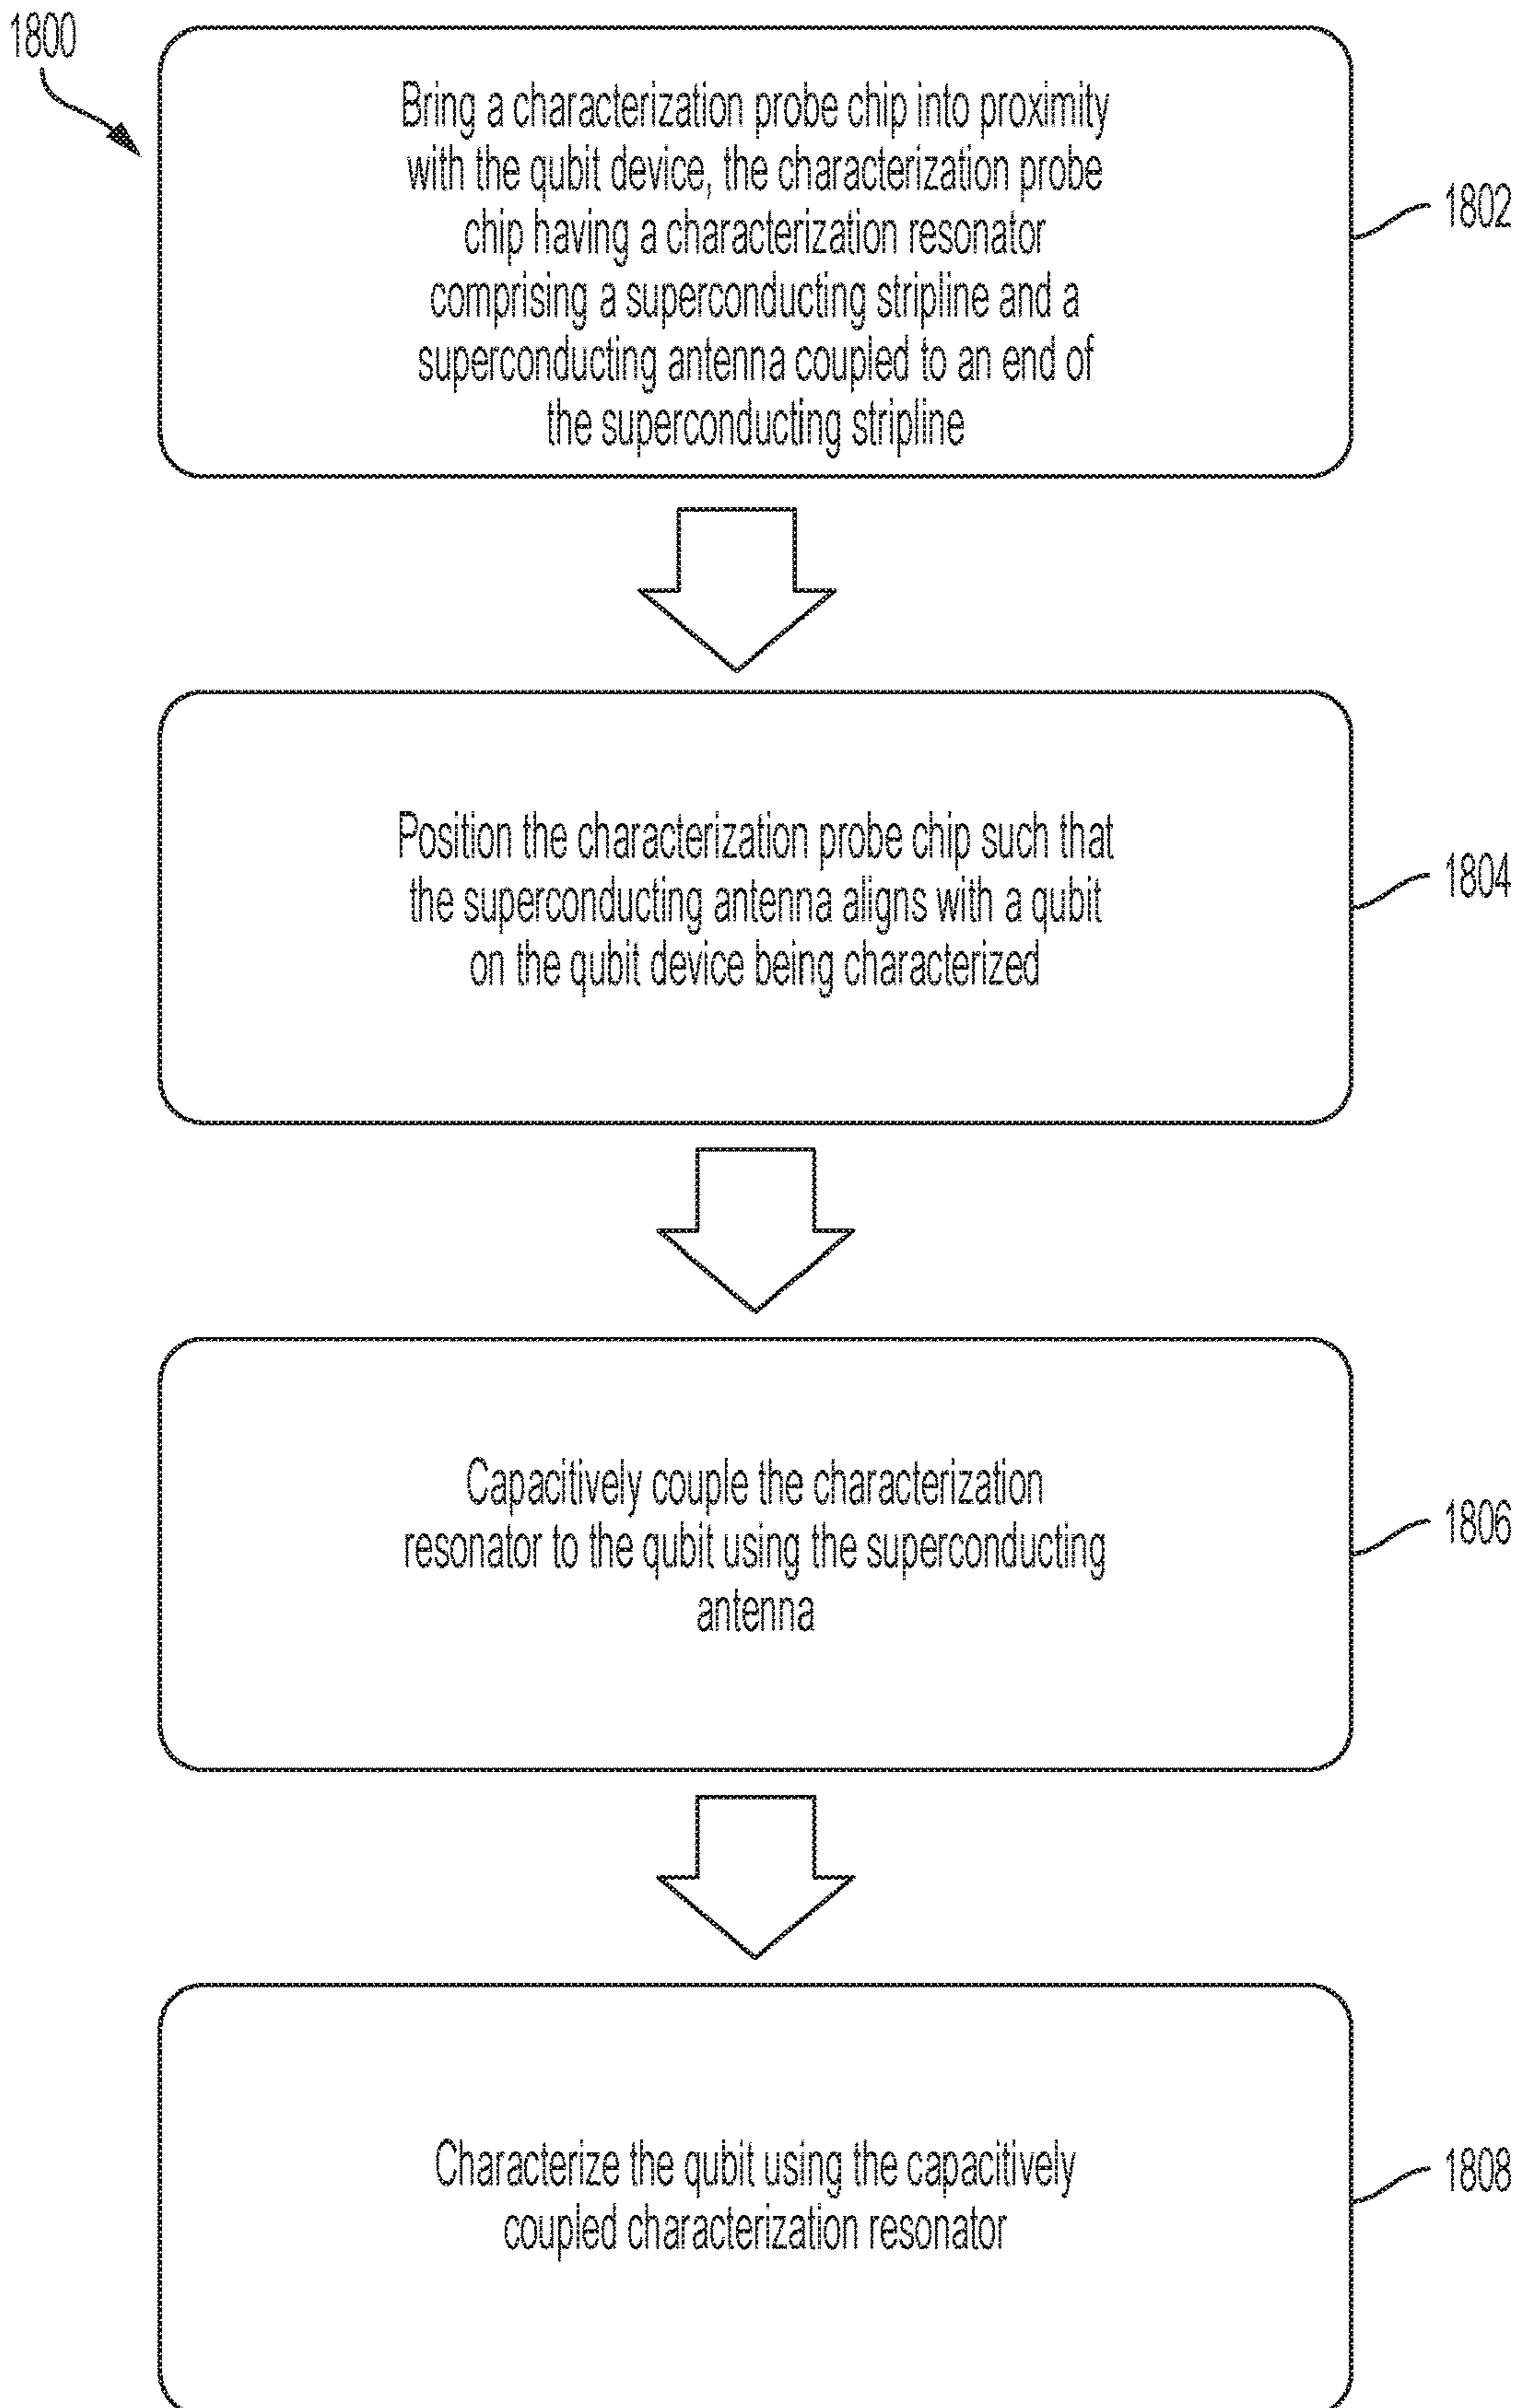 1800
Bring a characterization probe chip into proximity
with the qubit device, the characterization probe
chip having a characterization resonator
comprising a superconducting stripline and a
superconducting antenna coupled to an end of
the superconducting stripline
1802
Position the characterization probe chip such that
the superconducting antenna aligns with a qubit
on the qubit device being characterized
1804
Capacitively couple the characterization
resonator to the qubit using the superconducting
antenna
1806
Characterize the qubit using the capacitively
coupled characterization resonator
1808